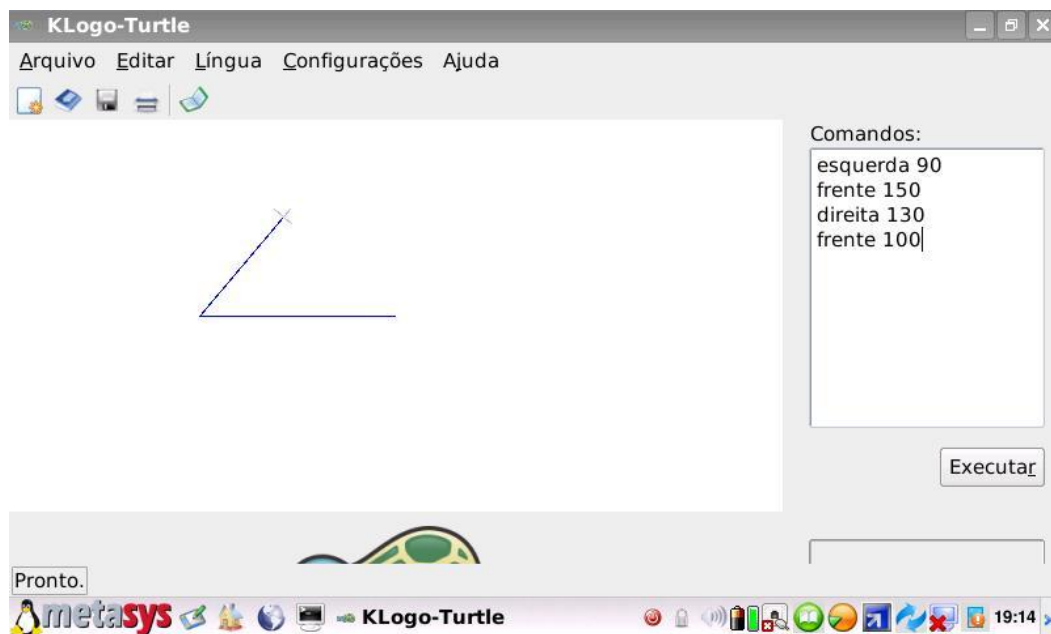 KLogo-Turtle
Arquivo Editar Língua Configurações Ajuda
Comandos:
esquerda 90
frente 150
direita 130
frente 100
Executar
Pronto.
metasys KLogo-Turtle 19:14